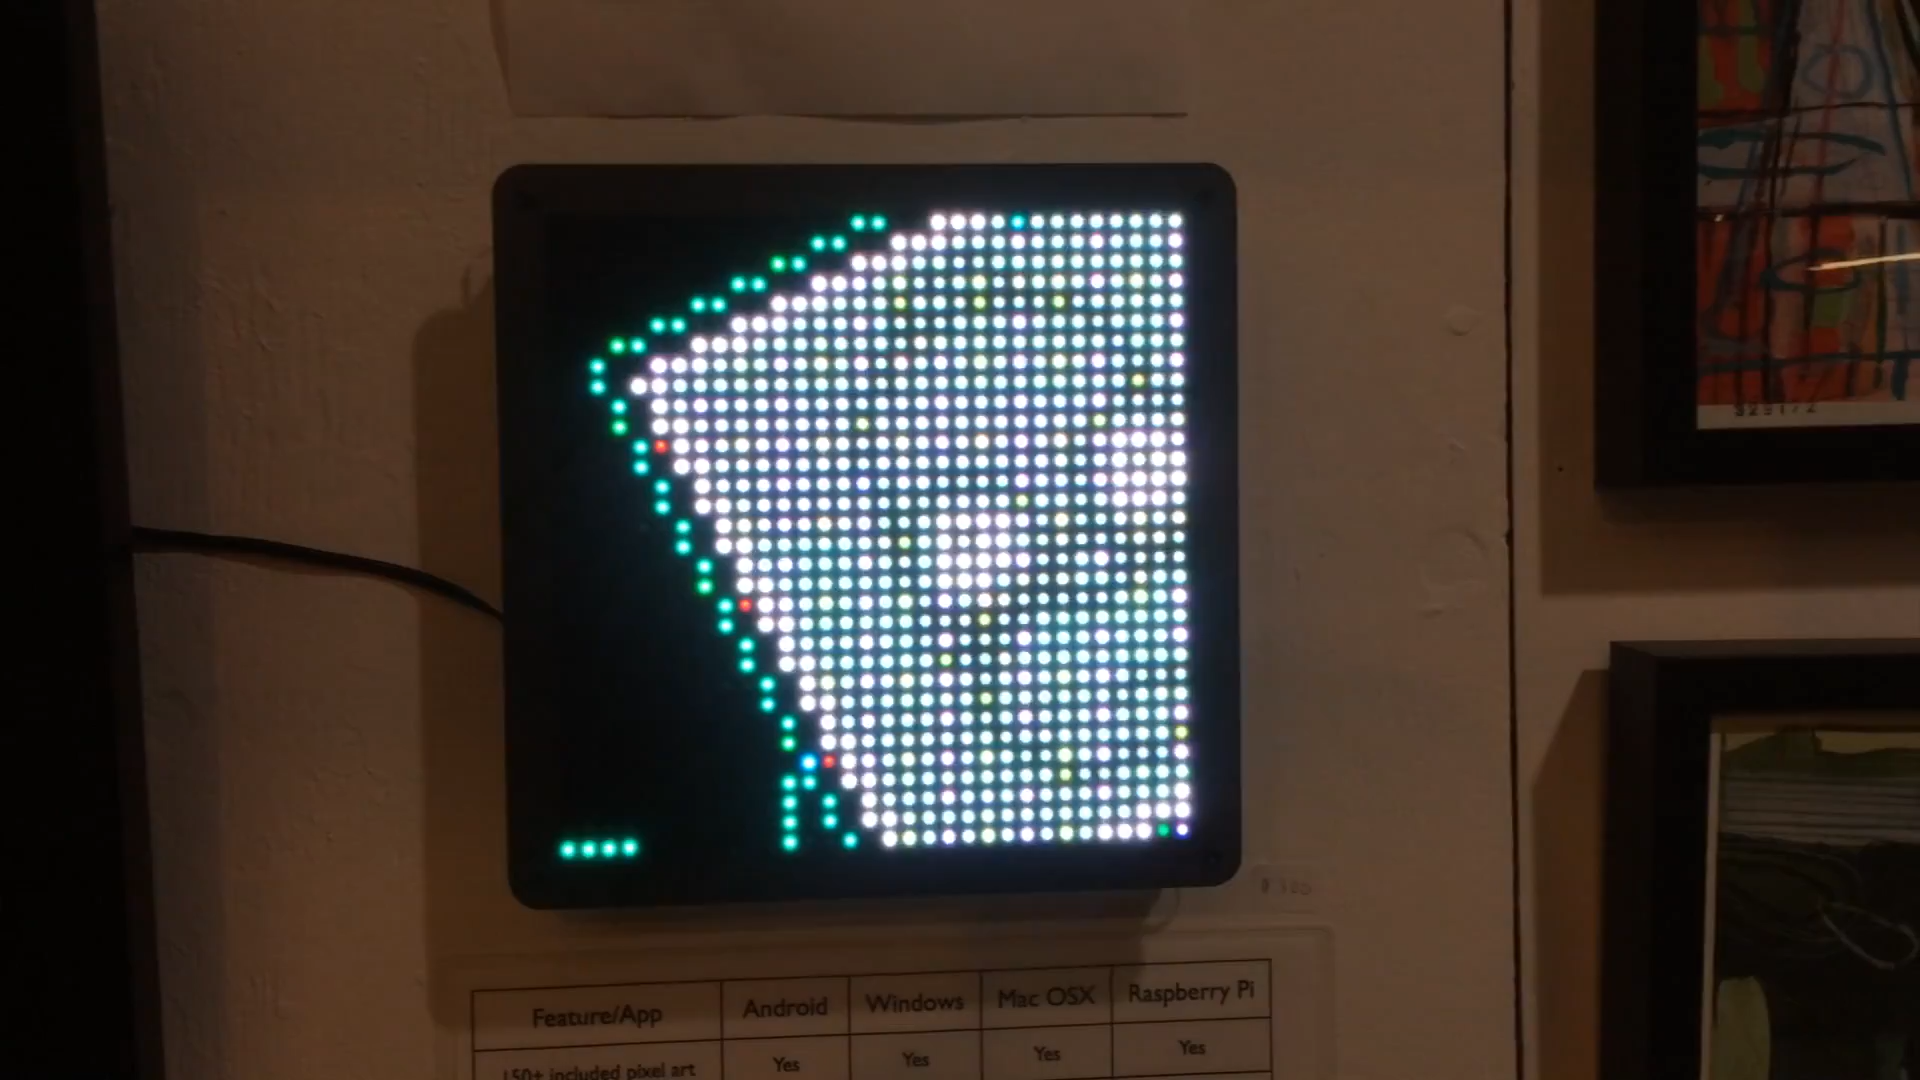 Feature/App Android Windows Mac OSX Raspberry Pi
150+ included pixel art Yes Yes Yes Yes